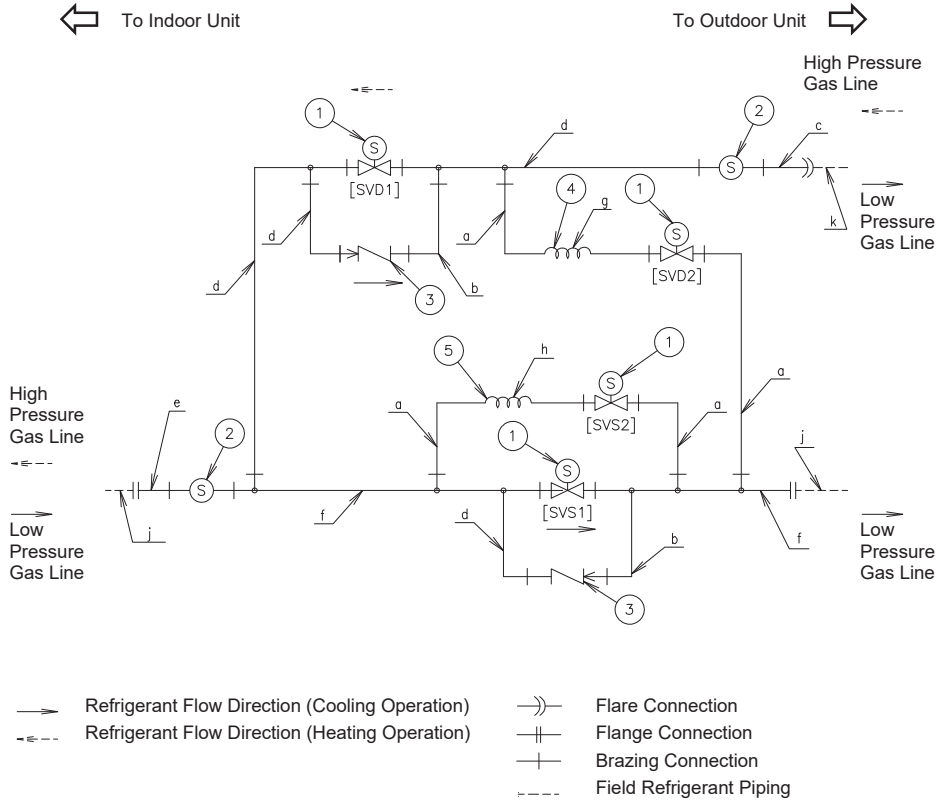 To Indoor Unit
To Outdoor Unit
High Pressure
Gas Line
1
2
d
c
S
S
[SVD1]
k
Low
Pressure
Gas Line
4
1
d
a
g
S
[SVD2]
d
b
3
5
h
1
S
a
[SVS2]
a
a
High
Pressure
Gas Line
e
2
1
S
S
j
[SVS1]
j
f
d
b
f
Low
Pressure
Gas Line
Low
Pressure
Gas Line
3
Refrigerant Flow Direction (Cooling Operation)
Refrigerant Flow Direction (Heating Operation)
Flare Connection
Flange Connection
Brazing Connection
Field Refrigerant Piping